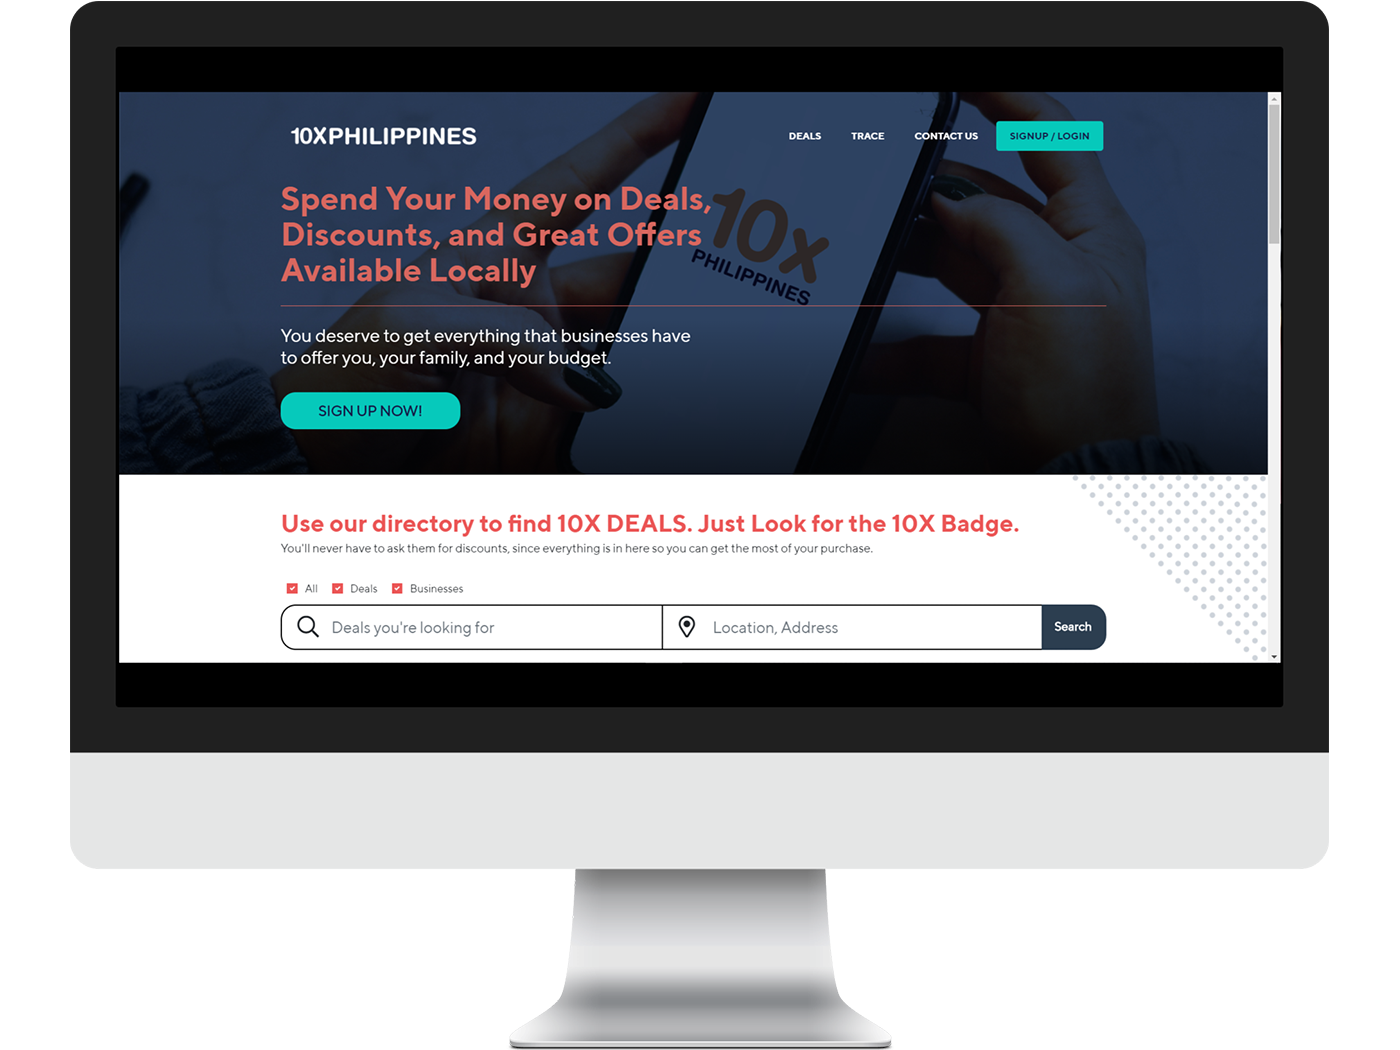 10XPHILIPPINES
DEALS
TRACE
CONTACT US
SIGNUP / LOGIN
Spend Your Money on Deals,
Discounts, and Great Offers
Available Locally
10x
PHILIPPINES
You deserve to get everything that businesses have
to offer you, your family, and your budget.
SIGN UP NOW!
Use our directory to find 10X DEALS. Just Look for the 10X Badge.
You'll never have to ask them for discounts, since everything is in here so you can get the most of your purchase.
All
Deals
Businesses
Deals you're looking for
Location, Address
Search